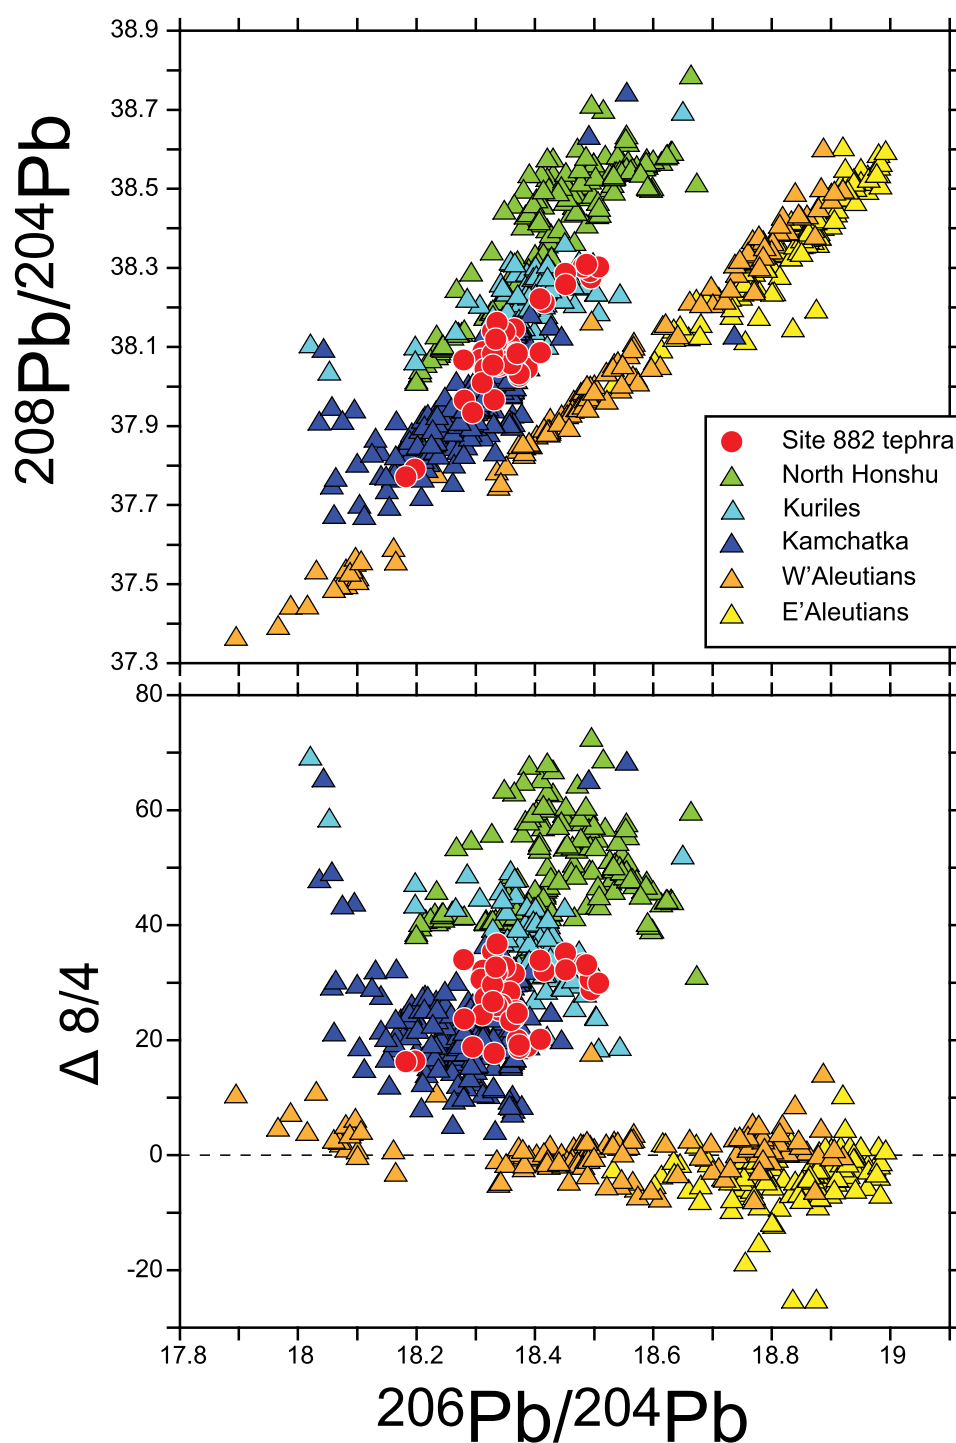 208Pb/204Pb
38.9
38.7
38.5
38.3
38.1
37.9
37.7
37.5
37.3
Site 882 tephra
North Honshu
Kuriles
Kamchatka
W'Aleutians
E'Aleutians
Δ 8/4
80
60
40
20
0
-20
17.8 18 18.2 18.4 18.6 18.8 19
206Pb/204Pb